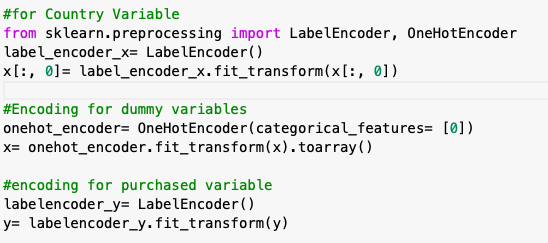 #for Country Variable
from sklearn.preprocessing import LabelEncoder, OneHotEncoder
label_encoder_x= LabelEncoder()
x[:, 0]= label_encoder_x.fit_transform(x[:, 0])
#Encoding for dummy variables
onehot_encoder= OneHotEncoder(categorical_features= [0])
x= onehot_encoder.fit_transform(x).toarray()
#encoding for purchased variable
labelencoder_y= LabelEncoder()
y= labelencoder_y.fit_transform(y)